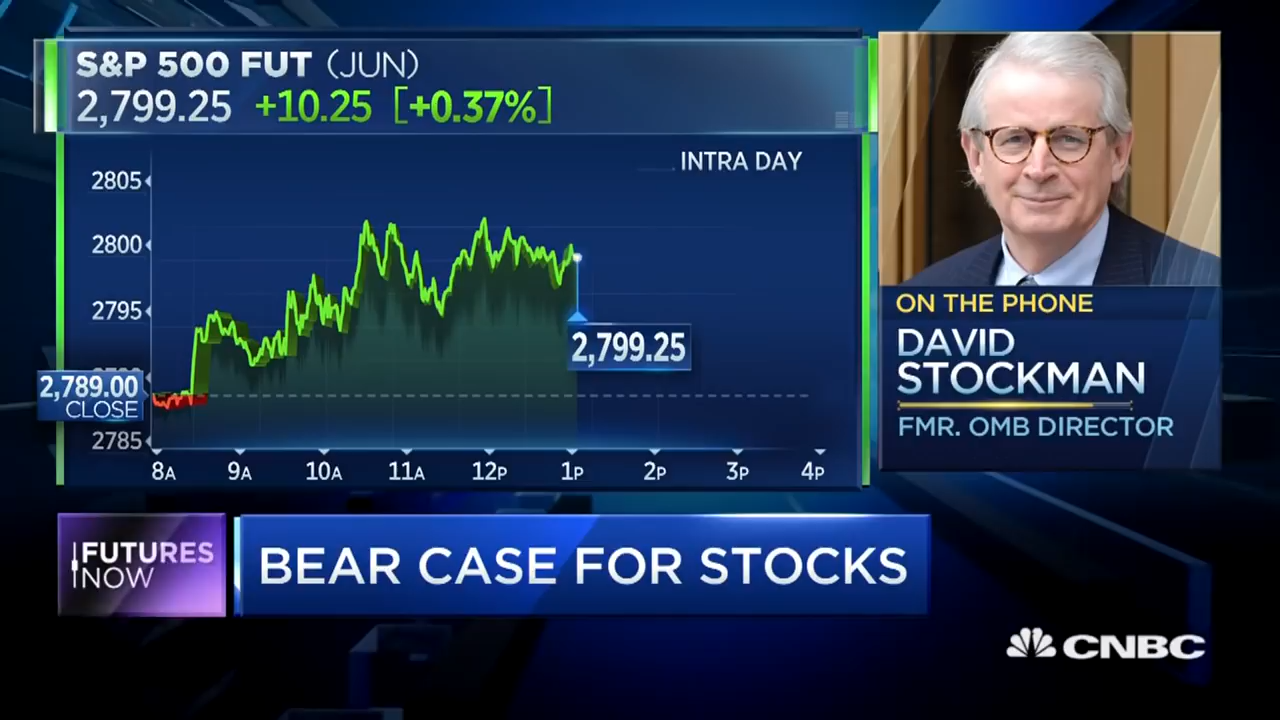 S&P 500 FUT (JUN)
2,799.25 +10.25 [+0.37%]
INTRA DAY
2805
2800
2795
2,799.25
2,789.00
CLOSE
2785
8A 9A 10A 11A 12P 1P 2P 3P 4P
ON THE PHONE
DAVID
STOCKMAN
FMR. OMB DIRECTOR
FUTURES
NOW
BEAR CASE FOR STOCKS
CNBC